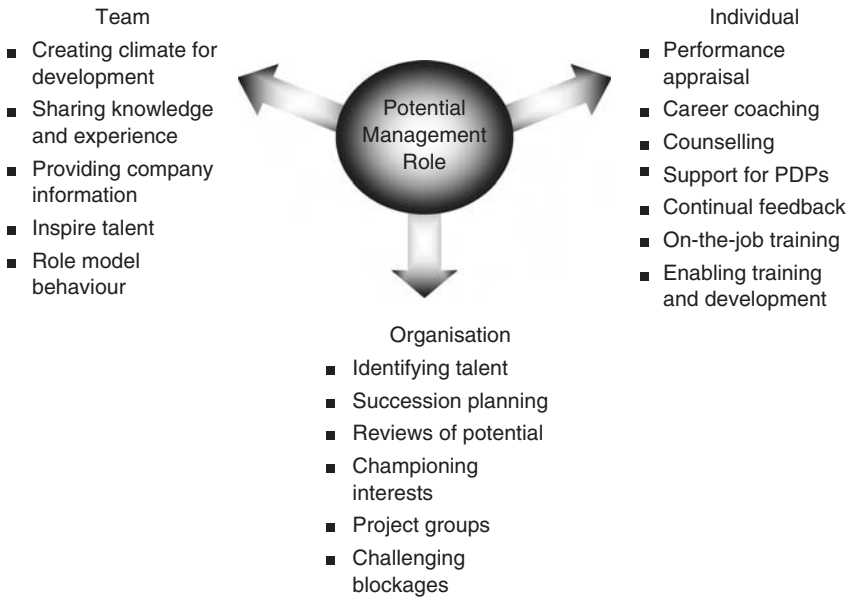 Team
■ Creating climate for
development
■ Sharing knowledge
and experience
■ Providing company
information
■ Inspire talent
■ Role model
behaviour
Potential
Management
Role
Individual
■ Performance
appraisal
■ Career coaching
■ Counselling
■ Support for PDPs
■ Continual feedback
■ On-the-job training
■ Enabling training
and development
Organisation
■ Identifying talent
■ Succession planning
■ Reviews of potential
■ Championing
interests
■ Project groups
■ Challenging
blockages